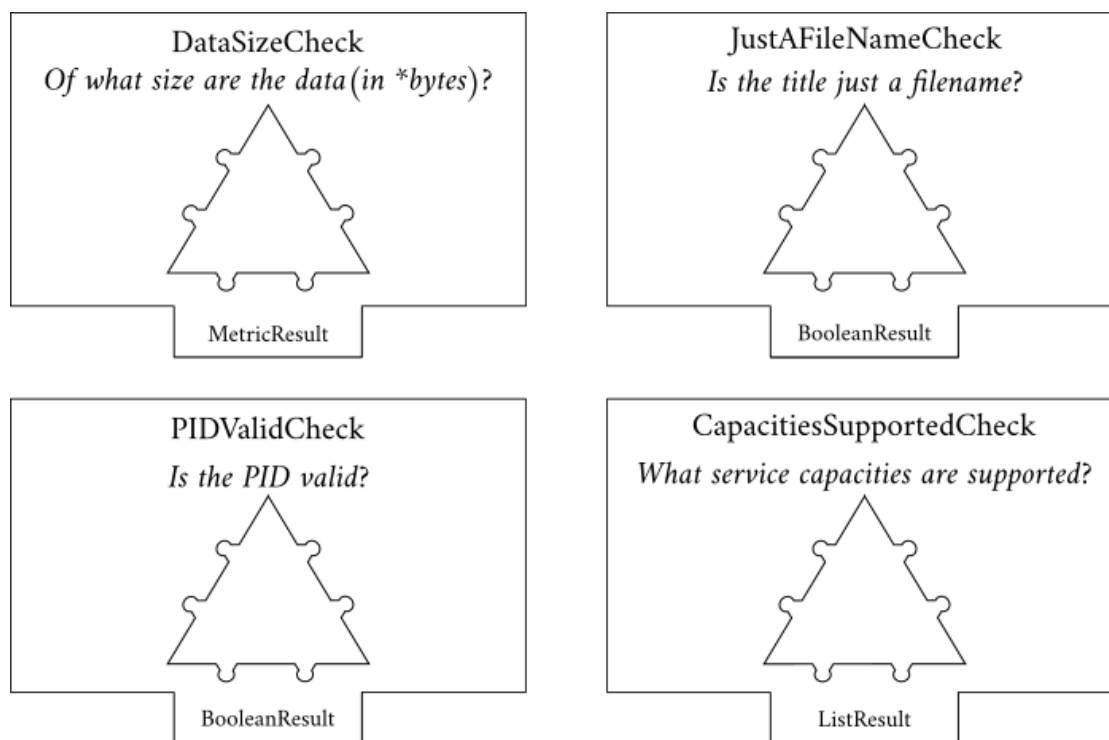 DataSizeCheck
Of what size are the data (in *bytes)?
MetricResult
JustAFileNameCheck
Is the title just a filename?
BooleanResult
PIDValidCheck
Is the PID valid?
BooleanResult
CapacitiesSupportedCheck
What service capacities are supported?
ListResult